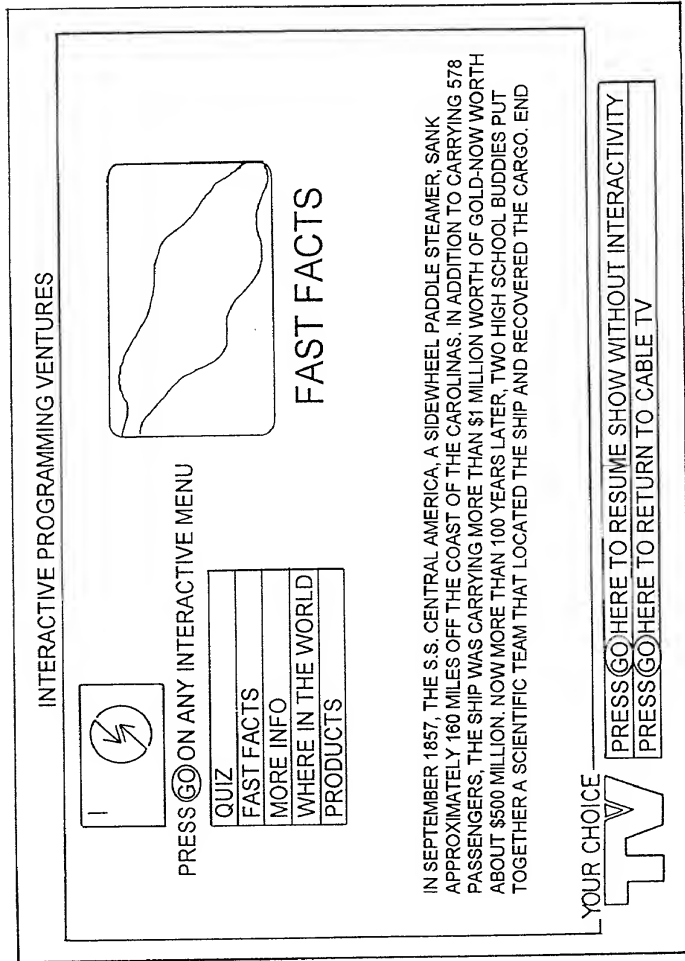 INTERACTIVE PROGRAMMING VENTURES
PRESS GO ON ANY INTERACTIVE MENU
QUIZ
FAST FACTS
MORE INFO
WHERE IN THE WORLD
PRODUCTS
FAST FACTS
IN SEPTEMBER 1857, THE S.S. CENTRAL AMERICA, A SIDEWHEEL PADDLE STEAMER, SANK
APPROXIMATELY 160 MILES OFF THE COAST OF THE CAROLINAS. IN ADDITION TO CARRYING 578
PASSENGERS, THE SHIP WAS CARRYING MORE THAN $1 MILLION WORTH OF GOLD-NOW WORTH
ABOUT $500 MILLION. NOW MORE THAN 100 YEARS LATER, TWO HIGH SCHOOL BUDDIES PUT
TOGETHER A SCIENTIFIC TEAM THAT LOCATED THE SHIP AND RECOVERED THE CARGO. END
YOUR CHOICE
TV
PRESS GO HERE TO RESUME SHOW WITHOUT INTERACTIVITY
PRESS GO HERE TO RETURN TO CABLE TV